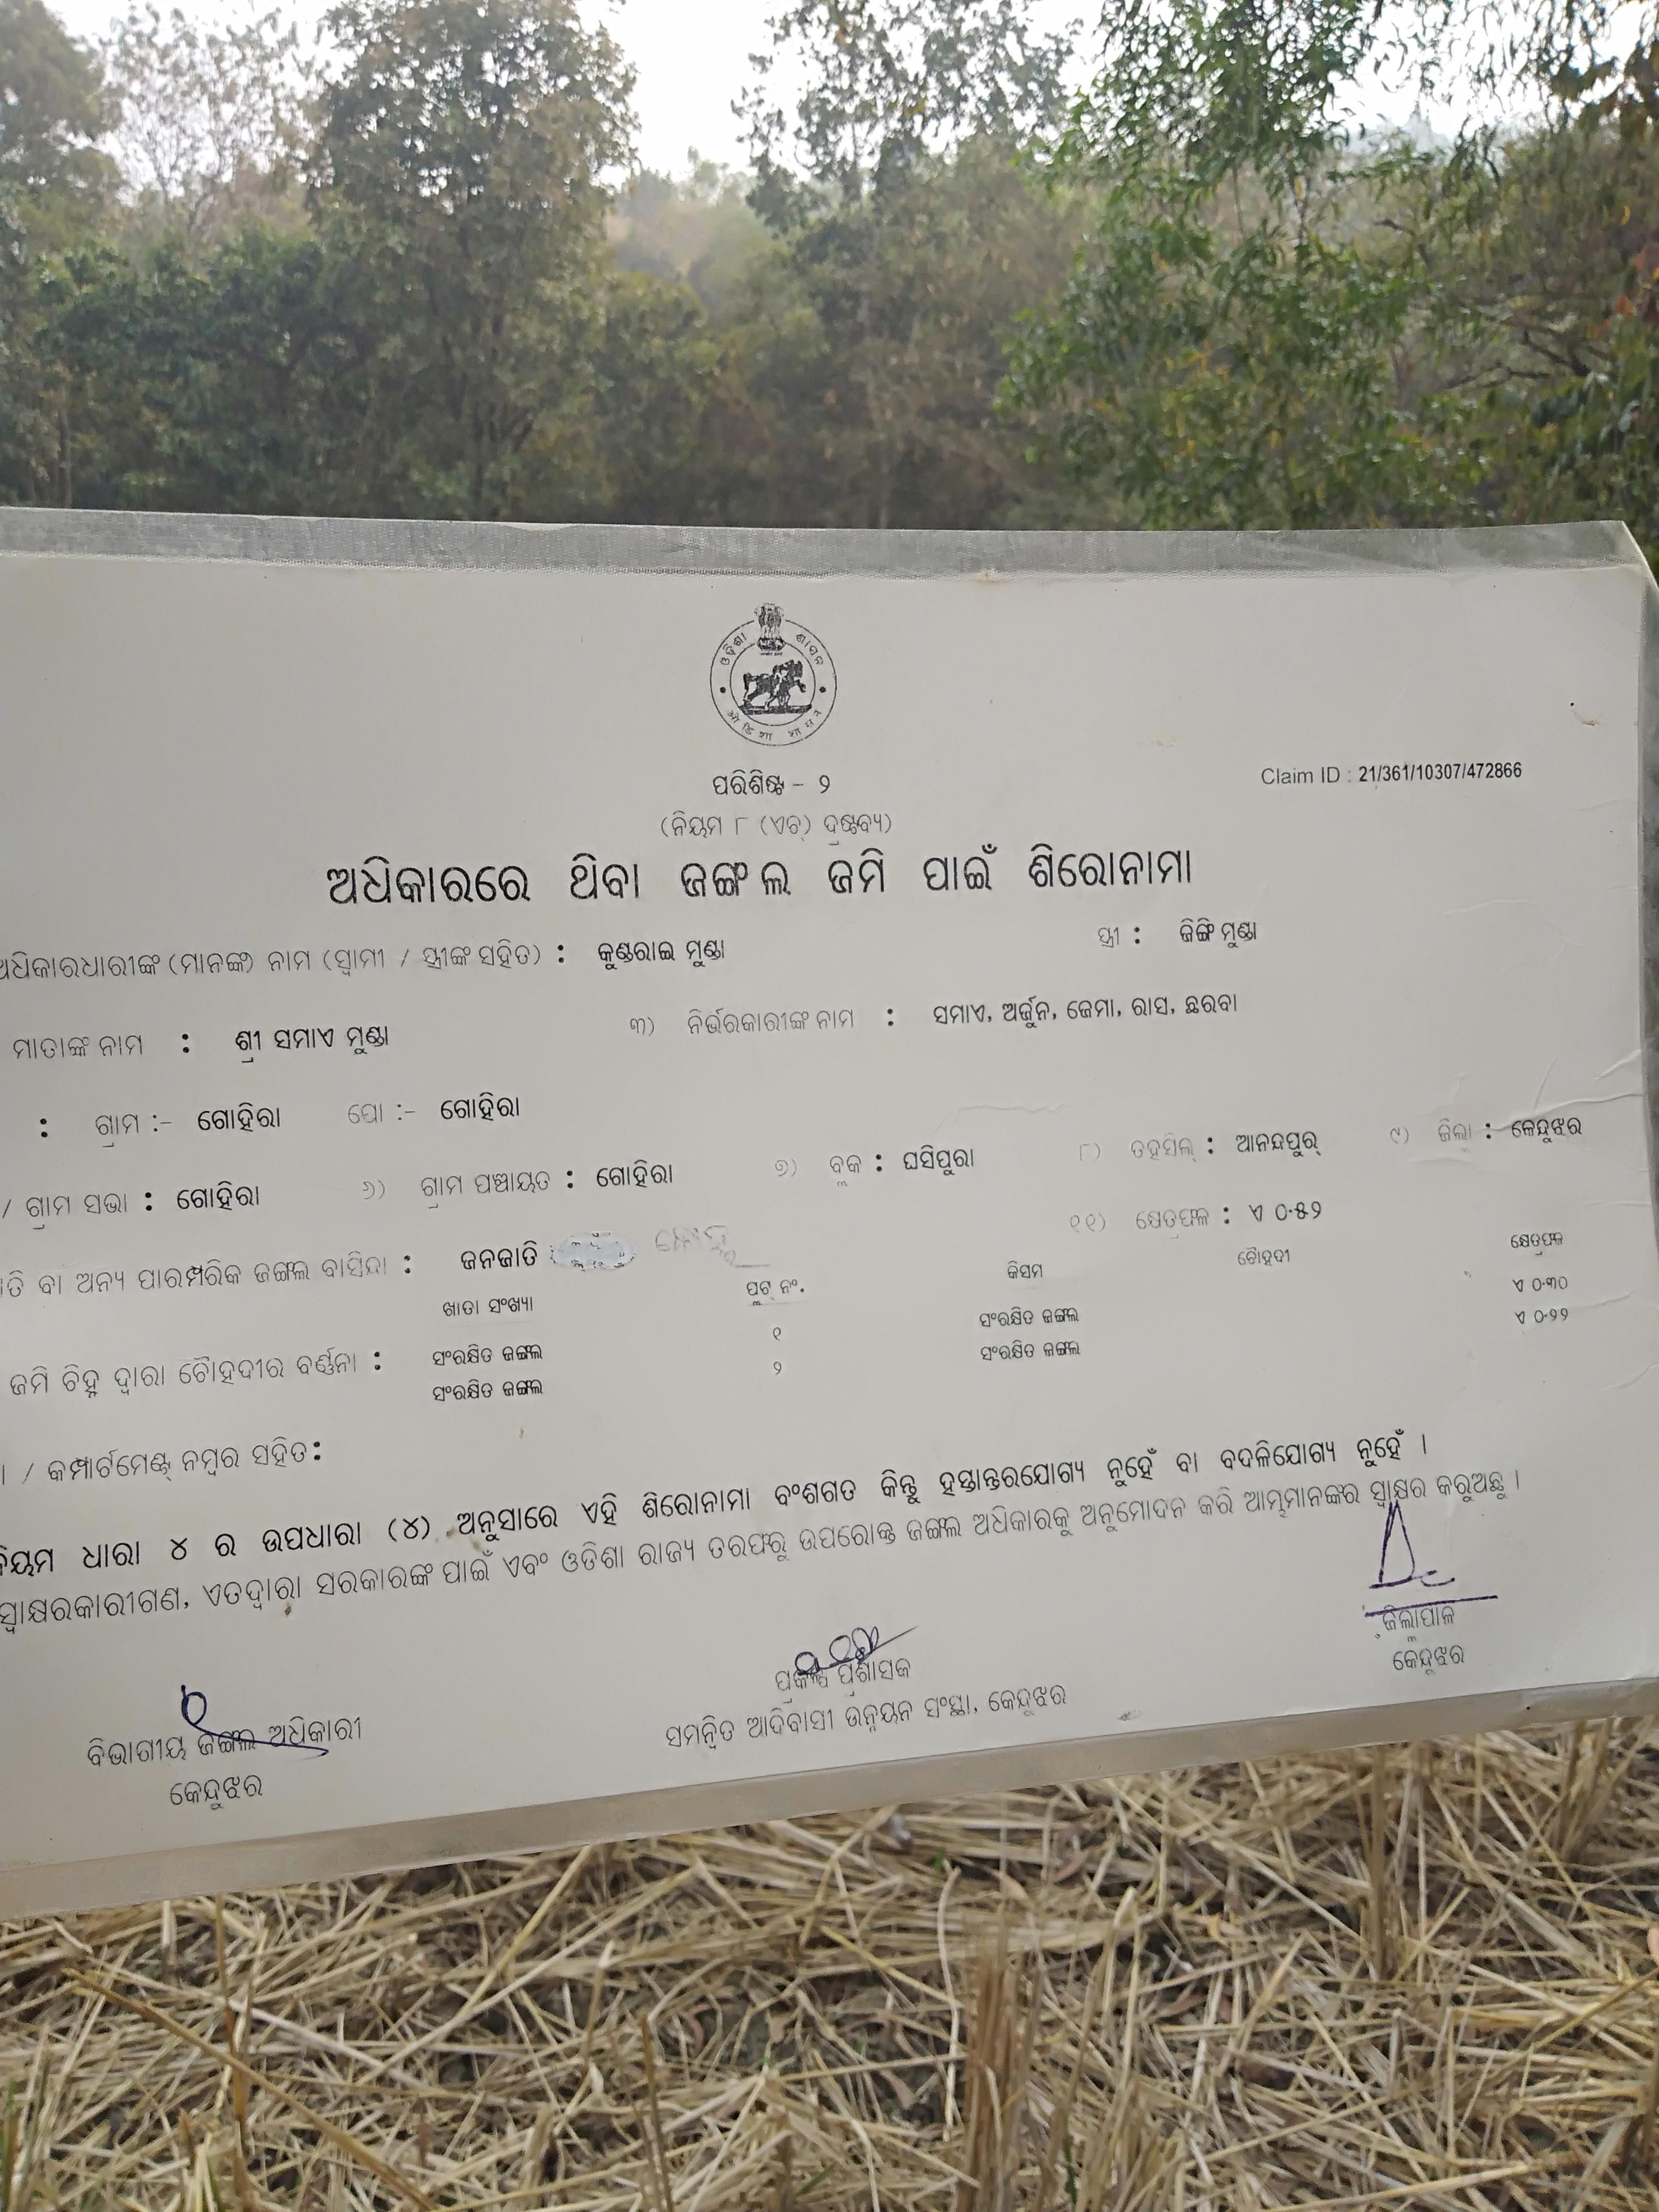 ଓଡ଼ିଶା ଶାସନ
ଓଡିଶା ଶାସନ
ପରିଶିଷ୍ଟ - ୨
Claim ID : 21/361/10307/472866
(ନିୟମ ୮ (ଏଚ୍) ଦ୍ରଷ୍ଟବ୍ୟ)
ଅଧିକାରରେ ଥିବା ଜଙ୍ଗଲ ଜମି ପାଇଁ ଶିରୋନାମା
ଅଧିକାରଧାରୀଙ୍କ (ମାନଙ୍କ) ନାମ (ସ୍ୱାମୀ / ସ୍ତ୍ରୀଙ୍କ ସହିତ) : କୁଣ୍ଡରାଇ ମୁଣ୍ଡା ସ୍ତ୍ରୀ : ଜିଙ୍ଗି ମୁଣ୍ଡା
ମାତାଙ୍କ ନାମ : ଶ୍ରୀ ସମାଏ ମୁଣ୍ଡା ୩) ନିର୍ଭରକାରୀଙ୍କ ନାମ : ସମାଏ, ଅର୍ଜୁନ, ଜେମା, ରାସ, ଛରବା
: ଗ୍ରାମ :- ଗୋହିରା ପୋ :- ଗୋହିରା
/ ଗ୍ରାମ ସଭା : ଗୋହିରା ୬) ଗ୍ରାମ ପଞ୍ଚାୟତ : ଗୋହିରା ୭) ବ୍ଲକ : ଘସିପୁରା ୮) ତହସିଲ୍ : ଆନନ୍ଦପୁର୍ ୯) ଜିଲ୍ଲା : କେନ୍ଦୁଝର
ତି ବା ଅନ୍ୟ ପାରମ୍ପରିକ ଜଙ୍ଗଲ ବାସିନ୍ଦା : ଜନଜାତି ୧୧) କ୍ଷେତ୍ରଫଳ : ଏ ୦.୫୨
ଖାତା ସଂଖ୍ୟା ପ୍ଲଟ୍ ନଂ. କିସମ ଚୌହଦୀ କ୍ଷେତ୍ରଫଳ
ଜମି ଚିହ୍ନ ଦ୍ୱାରା ଚୌହଦୀର ବର୍ଣ୍ଣନା : ସଂରକ୍ଷିତ ଜଙ୍ଗଲ ୧ ସଂରକ୍ଷିତ ଜଙ୍ଗଲ ଏ ୦.୩୦
ସଂରକ୍ଷିତ ଜଙ୍ଗଲ ୨ ସଂରକ୍ଷିତ ଜଙ୍ଗଲ ଏ ୦.୨୨
/ କମ୍ପାର୍ଟମେଣ୍ଟ୍ ନମ୍ବର ସହିତ:
ନିୟମ ଧାରା ୪ ର ଉପଧାରା (୪) ଅନୁସାରେ ଏହି ଶିରୋନାମା ବଂଶଗତ କିନ୍ତୁ ହସ୍ତାନ୍ତରଯୋଗ୍ୟ ନୁହେଁ ବା ବଦଳିଯୋଗ୍ୟ ନୁହେଁ ।
ସ୍ୱାକ୍ଷରକାରୀଗଣ, ଏତଦ୍ୱାରା ସରକାରଙ୍କ ପାଇଁ ଏବଂ ଓଡିଶା ରାଜ୍ୟ ତରଫରୁ ଉପରୋକ୍ତ ଜଙ୍ଗଲ ଅଧିକାରକୁ ଅନୁମୋଦନ କରି ଆମ୍ଭମାନଙ୍କର ସ୍ୱାକ୍ଷର କରୁଅଛୁ ।
ବିଭାଗୀୟ ଜଙ୍ଗଲ ଅଧିକାରୀ
କେନ୍ଦୁଝର
ପ୍ରକଳ୍ପ ପ୍ରଶାସକ
ସମନ୍ୱିତ ଆଦିବାସୀ ଉନ୍ନୟନ ସଂସ୍ଥା, କେନ୍ଦୁଝର
ଜିଲ୍ଲାପାଳ
କେନ୍ଦୁଝର